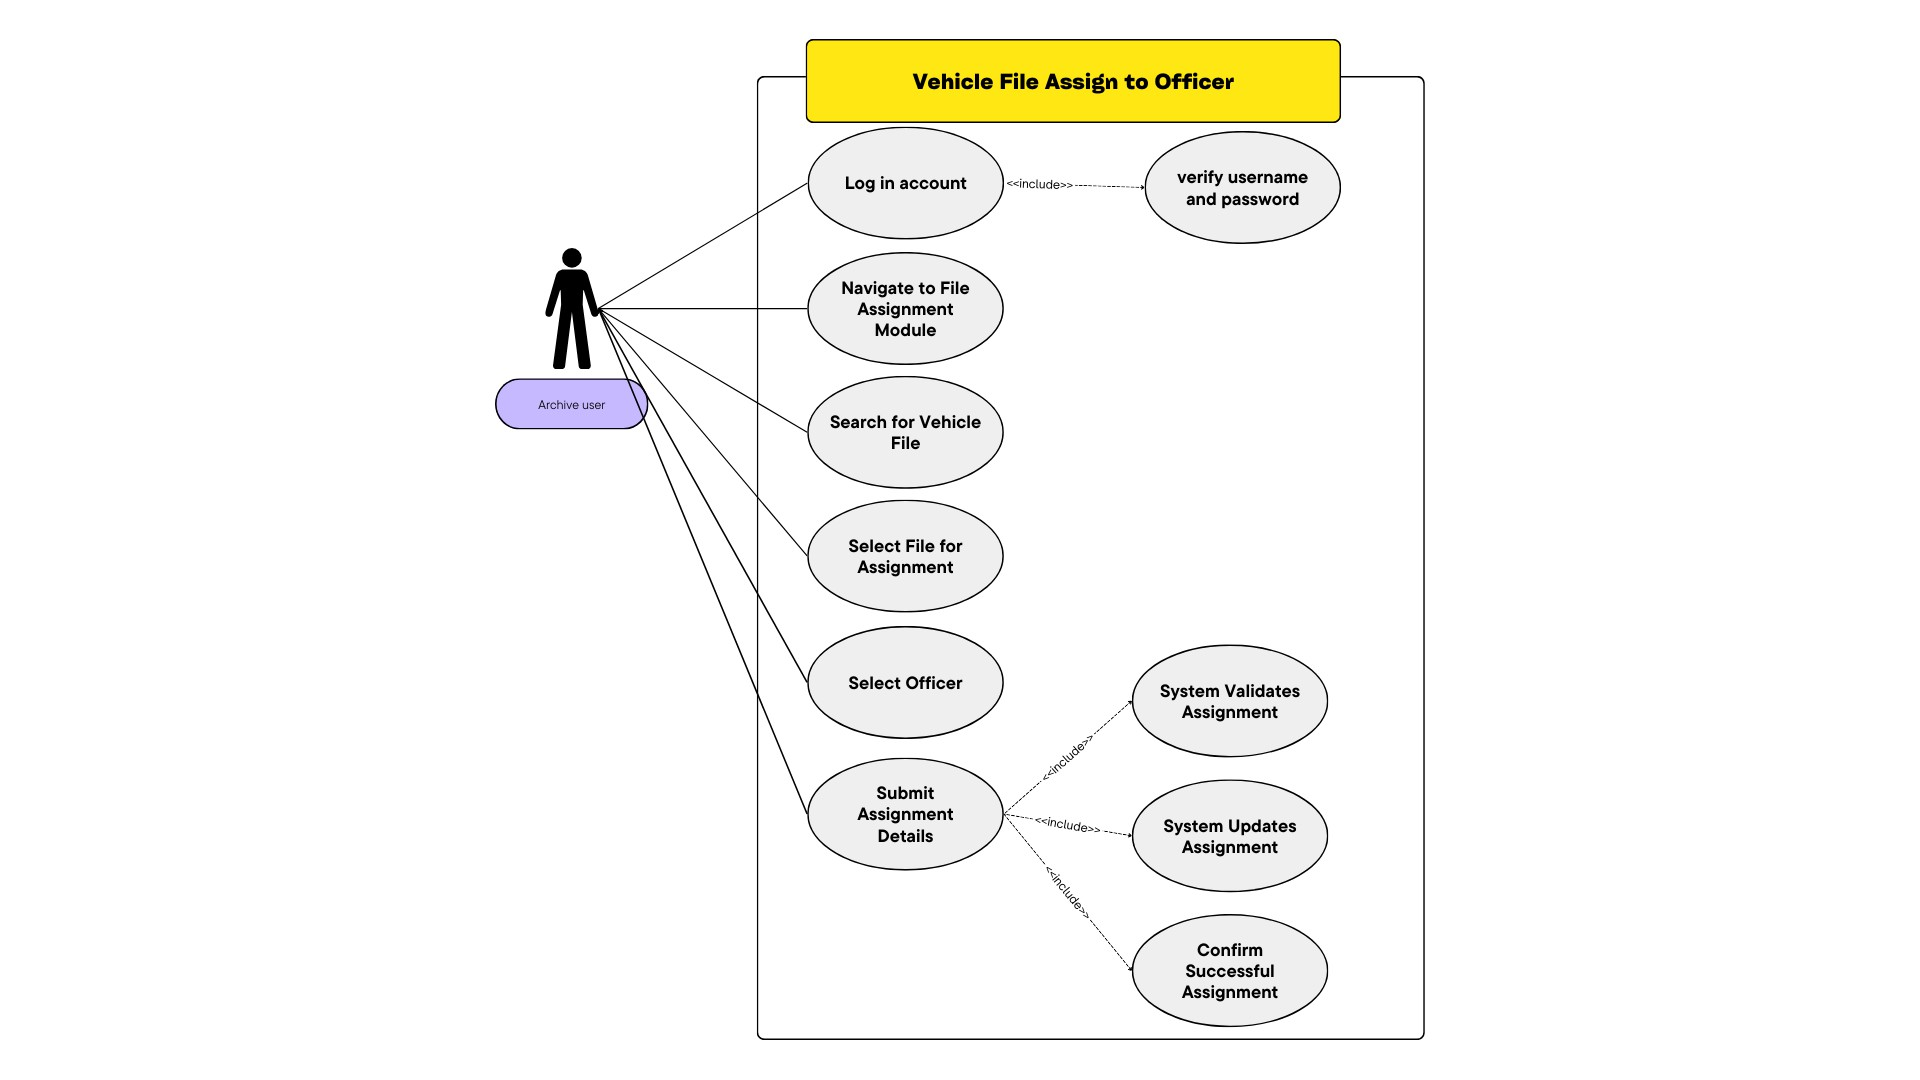 Vehicle File Assign to Officer
Log in account
<<include>>
verify username
and password
Navigate to File
Assignment
Module
Archive user
Search for Vehicle
File
Select File for
Assignment
Select Officer
System Validates
Assignment
<<include>>
Submit
Assignment
Details
<<include>>
System Updates
Assignment
<<include>>
Confirm
Successful
Assignment